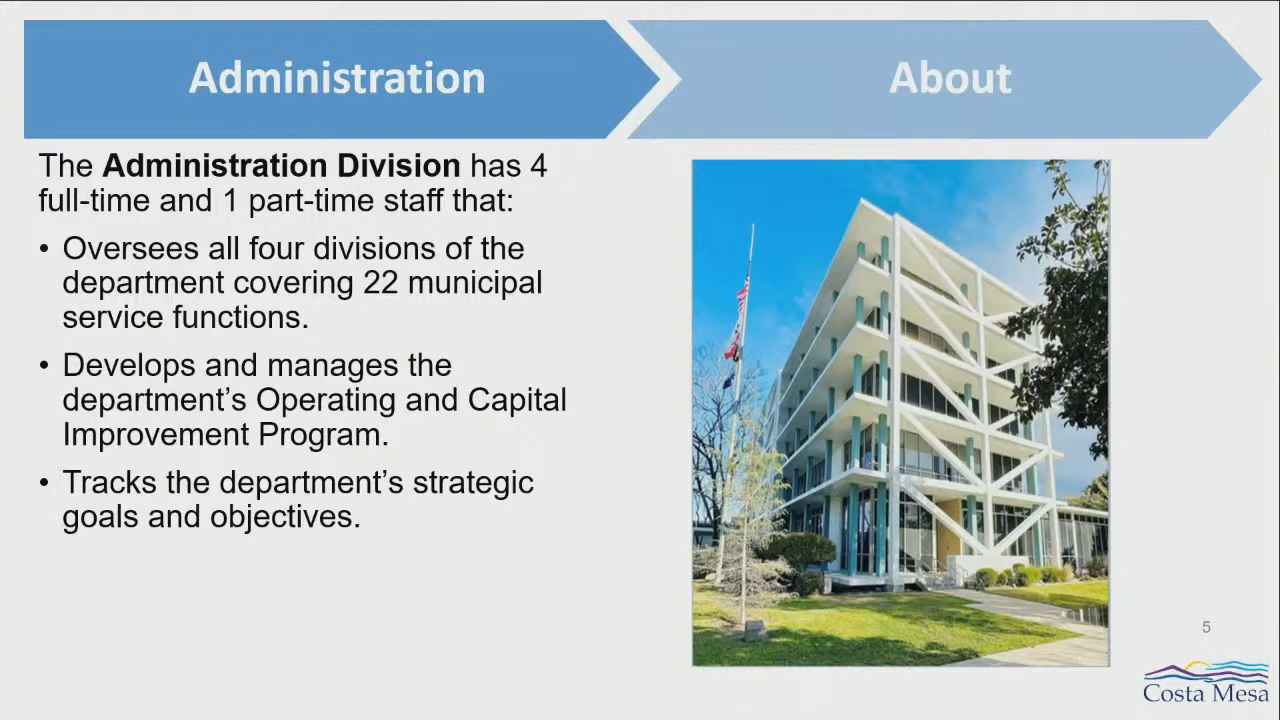 Administration
About
The Administration Division has 4
full-time and 1 part-time staff that:
• Oversees all four divisions of the
department covering 22 municipal
service functions.
• Develops and manages the
department’s Operating and Capital
Improvement Program.
• Tracks the department’s strategic
goals and objectives.
5
Costa Mesa